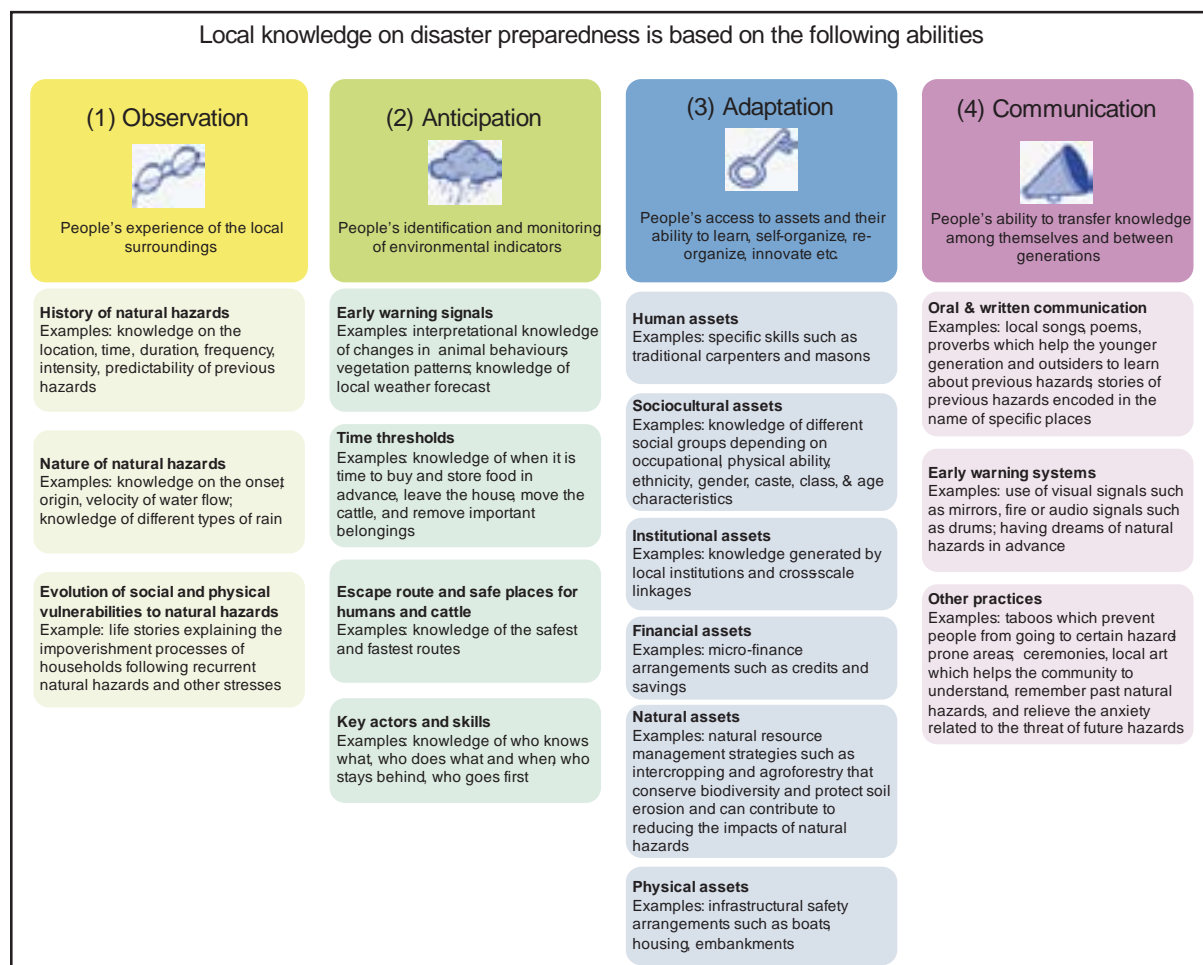 Local knowledge on disaster preparedness is based on the following abilities
(1) Observation
People's experience of the local
surroundings
History of natural hazards
Examples: knowledge on the
location, time, duration, frequency,
intensity, predictability of previous
hazards
Nature of natural hazards
Examples: knowledge on the onset,
origin, velocity of water flow;
knowledge of different types of rain
Evolution of social and physical
vulnerabilities to natural hazards
Example: life stories explaining the
impoverishment processes of
households following recurrent
natural hazards and other stresses
(2) Anticipation
People's identification and monitoring
of environmental indicators
Early warning signals
Examples: interpretational knowledge
of changes in animal behaviours,
vegetation patterns; knowledge of
local weather forecast
Time thresholds
Examples: knowledge of when it is
time to buy and store food in
advance, leave the house, move the
cattle, and remove important
belongings
Escape route and safe places for
humans and cattle
Examples: knowledge of the safest
and fastest routes
Key actors and skills
Examples: knowledge of who knows
what, who does what and when, who
stays behind, who goes first
(3) Adaptation
People's access to assets and their
ability to learn, self-organize, re-
organize, innovate etc.
Human assets
Examples: specific skills such as
traditional carpenters and masons
Sociocultural assets
Examples: knowledge of different
social groups depending on
occupational, physical ability,
ethnicity, gender, caste, class, & age
characteristics
Institutional assets
Examples: knowledge generated by
local institutions and cross-scale
linkages
Financial assets
Examples: micro-finance
arrangements such as credits and
savings
Natural assets
Examples: natural resource
management strategies such as
intercropping and agroforestry that
conserve biodiversity and protect soil
erosion and can contribute to
reducing the impacts of natural
hazards
Physical assets
Examples: infrastructural safety
arrangements such as boats,
housing, embankments
(4) Communication
People's ability to transfer knowledge
among themselves and between
generations
Oral & written communication
Examples: local songs, poems,
proverbs which help the younger
generation and outsiders to learn
about previous hazards; stories of
previous hazards encoded in the
name of specific places
Early warning systems
Examples: use of visual signals such
as mirrors, fire or audio signals such
as drums; having dreams of natural
hazards in advance
Other practices
Examples: taboos which prevent
people from going to certain hazard-
prone areas; ceremonies, local art
which helps the community to
understand, remember past natural
hazards, and relieve the anxiety
related to the threat of future hazards